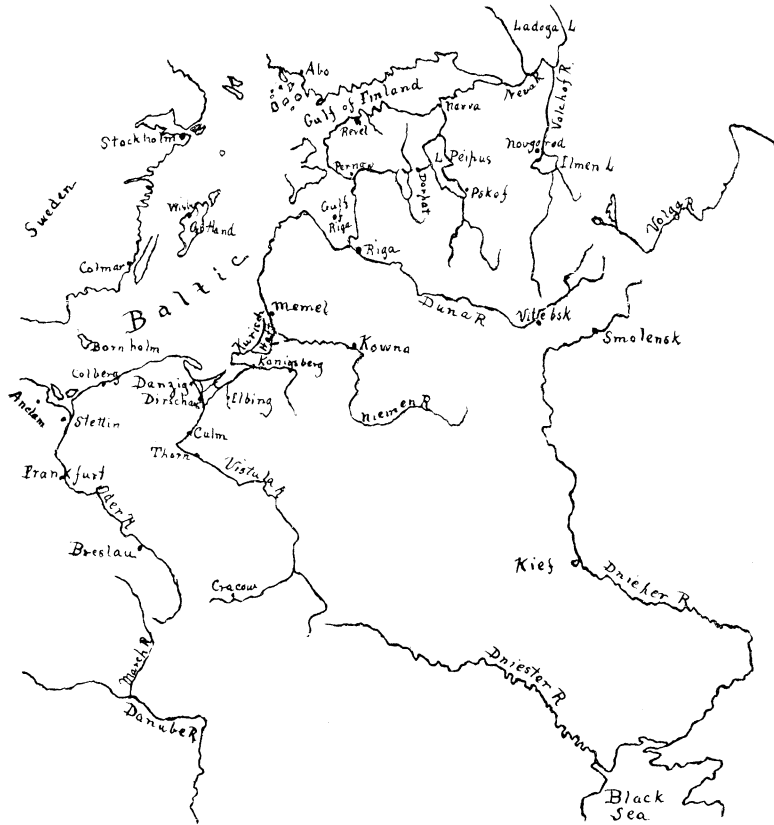 Ladoga L
Abo
Gulf of Finland
Neva R
Volchof R.
Narva
Revel
Stockholm
Novgorod
Ilmen L
L Peipus
Pernau
Dorpat
Pskof
Sweden
Wisby
Gotland
Gulf
of
Riga
Volga R
Riga
Colmar
Baltic
Duna R
Vitebsk
Memel
Smolensk
Kurisch
Haff
Bornholm
Kowna
Konigsberg
Colberg
Danzig
Dirschau
Elbing
Anclam
Niemen R
Stettin
Culm
Thorn
Vistula R
Frankfurt
Oder R
Breslau
Kief
Dnieper R
Cracow
March R
Dniester R
Danube R
Black
Sea